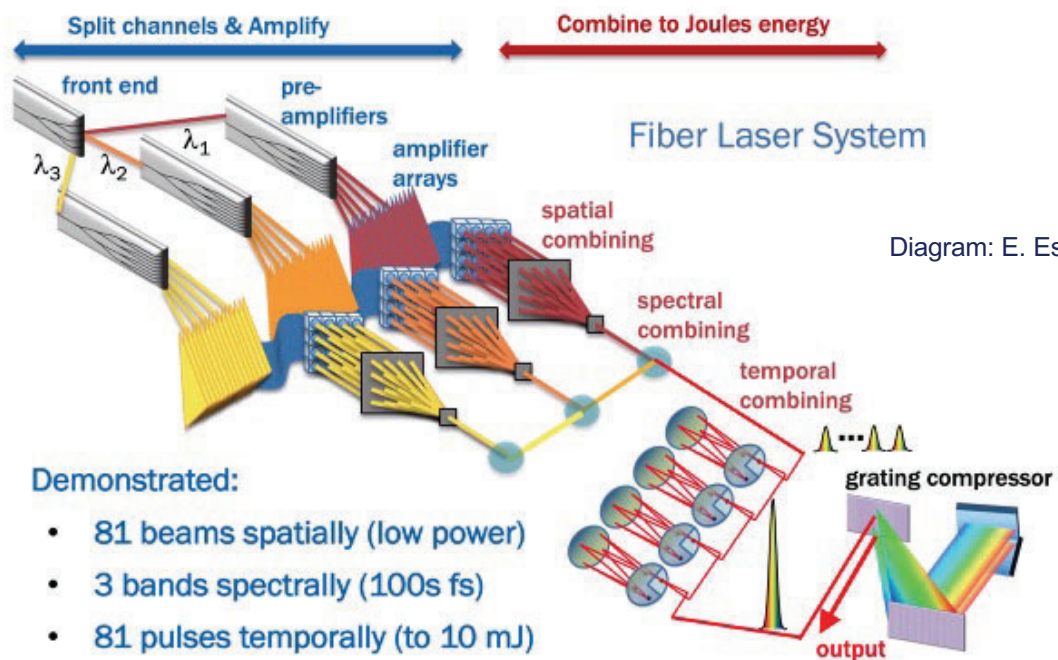 Split channels & Amplify
Combine to Joules energy
front end
pre-
amplifiers
amplifier
arrays
λ1
λ2
λ3
Fiber Laser System
spatial
combining
Diagram: E. Es
spectral
combining
temporal
combining
grating compressor
output
Demonstrated:
• 81 beams spatially (low power)
• 3 bands spectrally (100s fs)
• 81 pulses temporally (to 10 mJ)